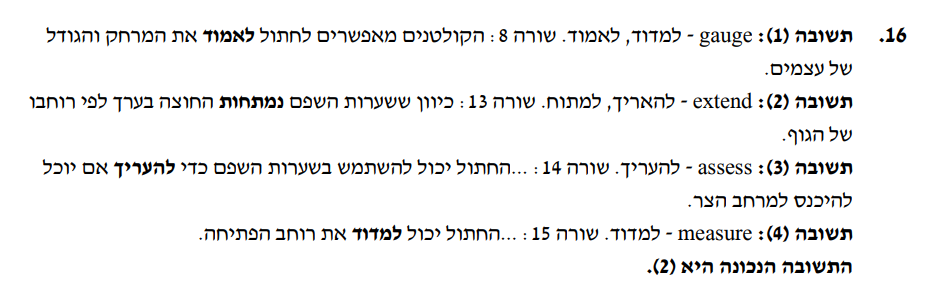 16. תשובה (1): gauge - למדוד, לאמוד. שורה 8: הקולטנים מאפשרים לחתול לאמוד את המרחק והגודל
של עצמים.
תשובה (2): extend - להאריך, למתוח. שורה 13: כיוון ששערות השפם נמתחות החוצה בערך לפי רוחבו
של הגוף.
תשובה (3): assess - להעריך. שורה 14: ...החתול יכול להשתמש בשערות השפם כדי להעריך אם יוכל
להיכנס למרחב הצר.
תשובה (4): measure - למדוד. שורה 15: ...החתול יכול למדוד את רוחב הפתיחה.
התשובה הנכונה היא (2).